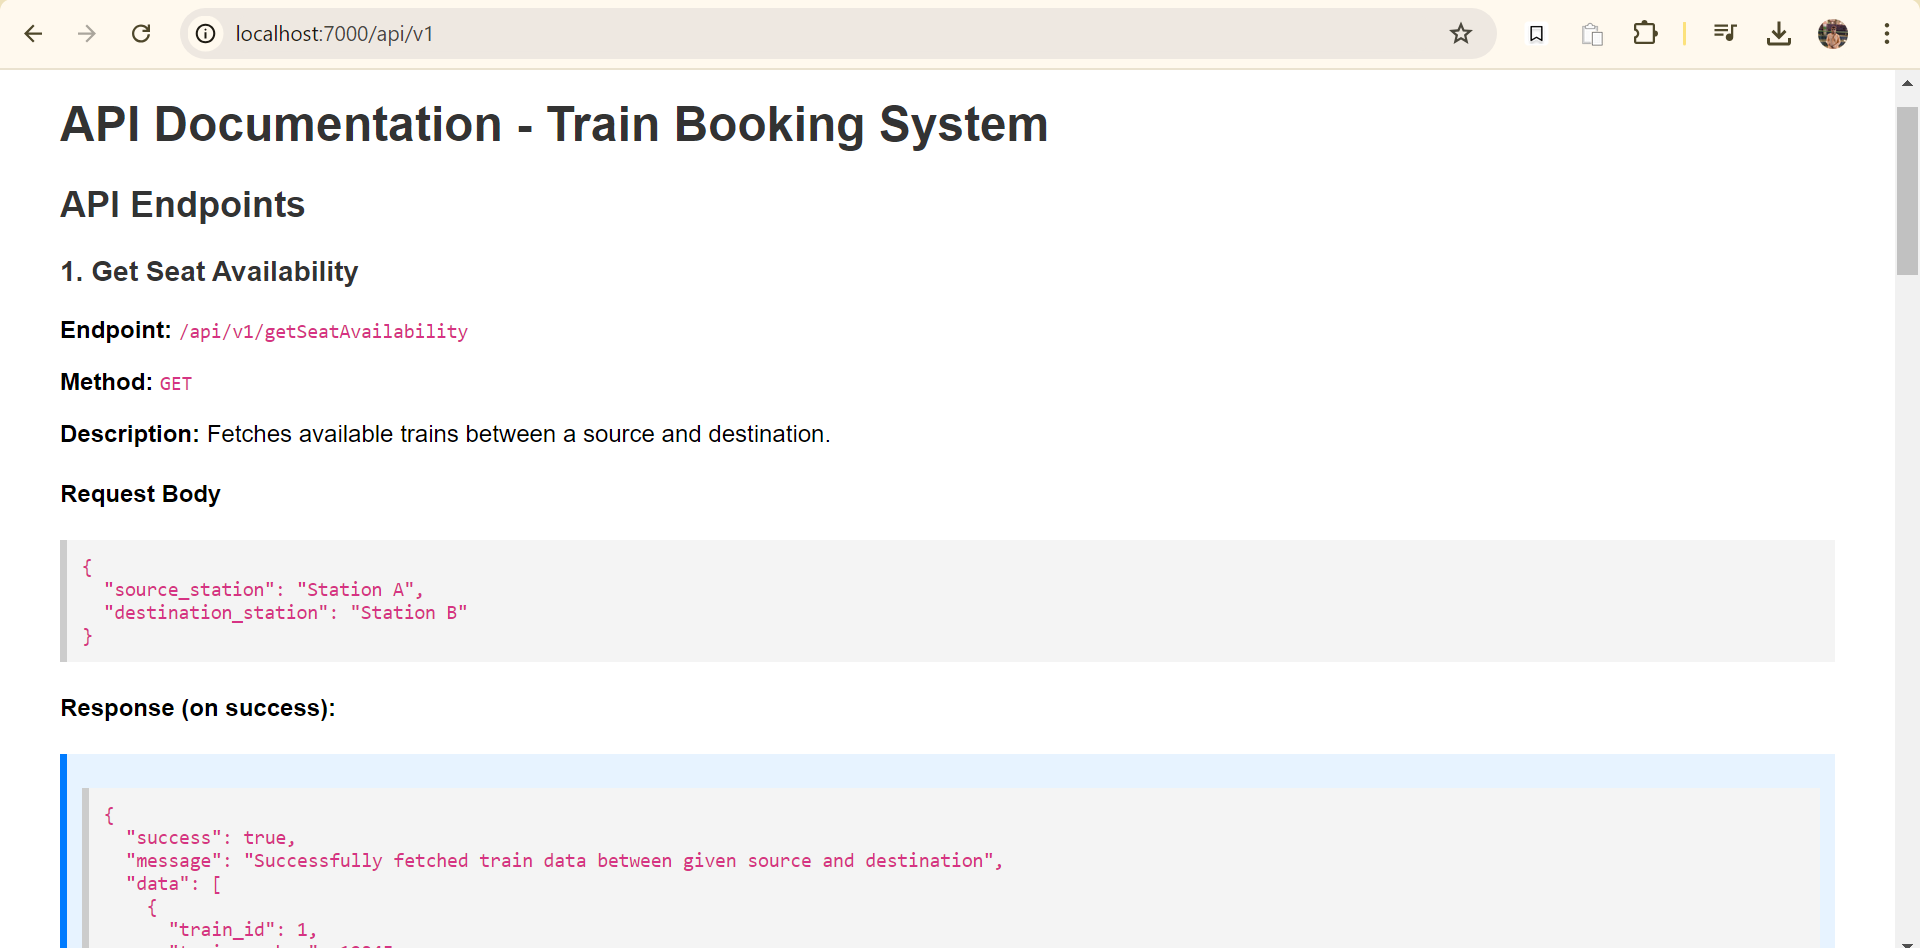 localhost:7000/api/v1
API Documentation - Train Booking System
API Endpoints
1. Get Seat Availability
Endpoint: /api/v1/getSeatAvailability
Method: GET
Description: Fetches available trains between a source and destination.
Request Body
{
"source_station": "Station A",
"destination_station": "Station B"
}
Response (on success):
{
"success": true,
"message": "Successfully fetched train data between given source and destination",
"data": [
{
"train_id": 1,